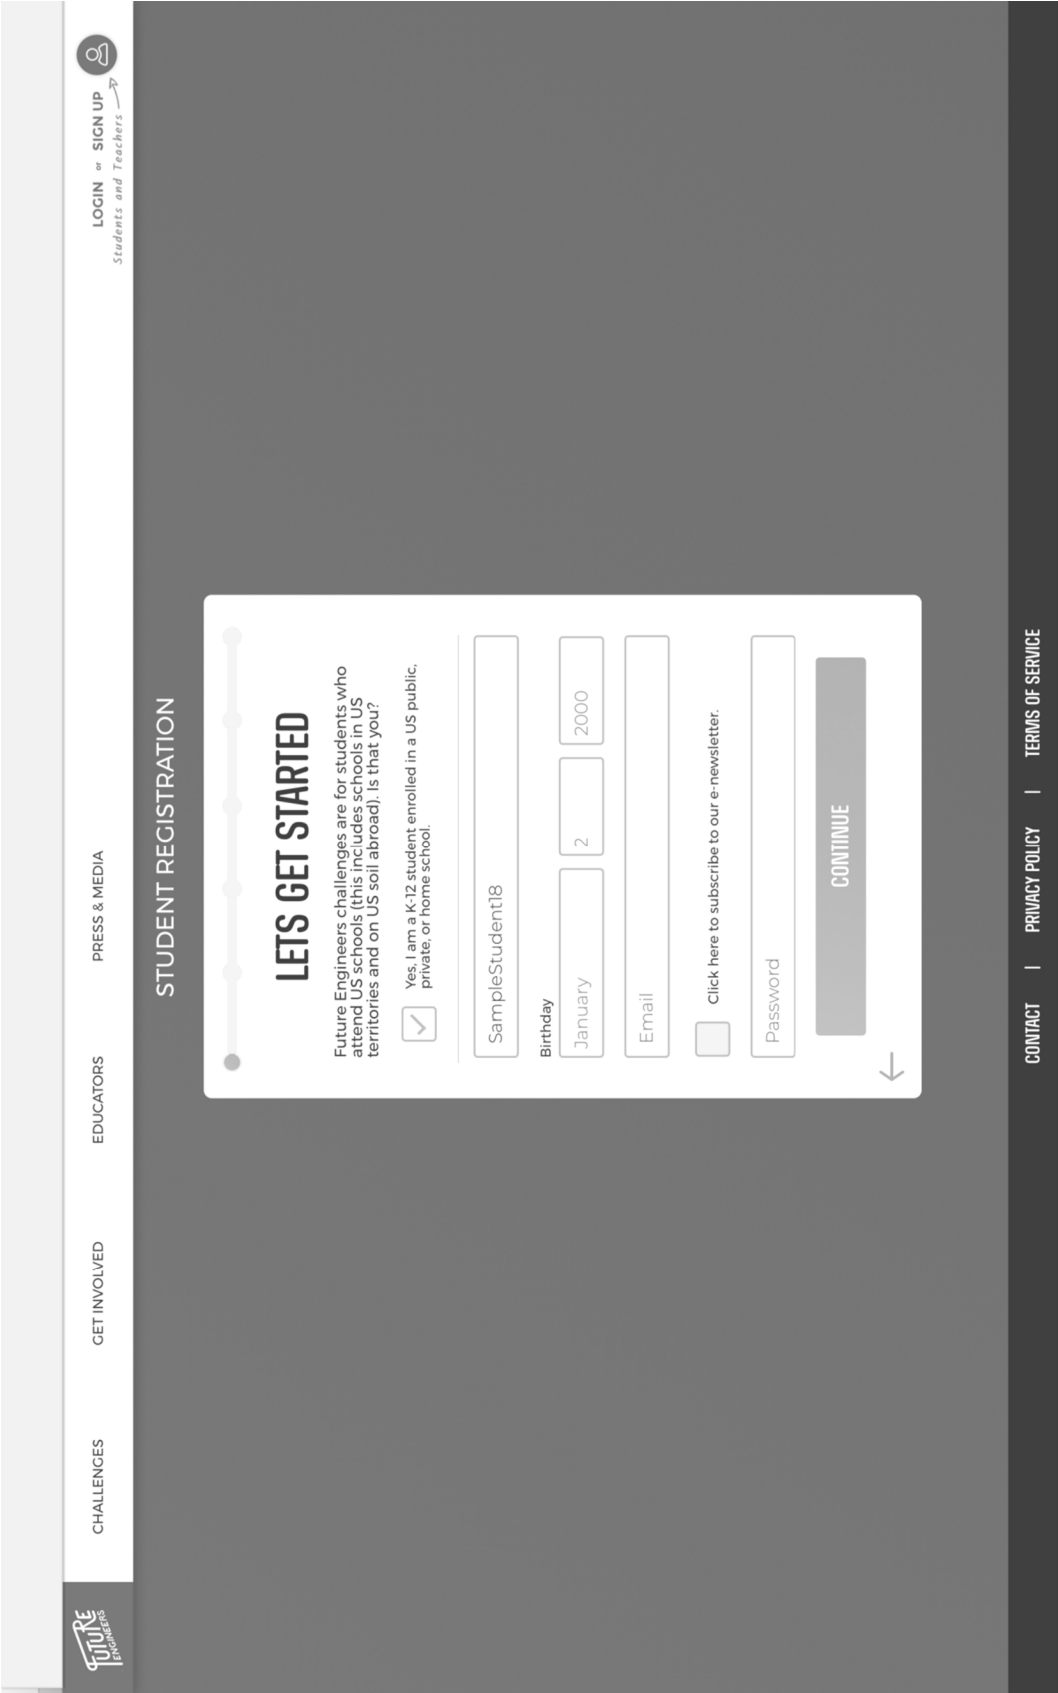 FUTURE
ENGINEERS
CHALLENGES
GET INVOLVED
EDUCATORS
PRESS & MEDIA
LOGIN or SIGN UP
Students and Teachers
STUDENT REGISTRATION
LETS GET STARTED
Future Engineers challenges are for students who
attend US schools (this includes schools in US
territories and on US soil abroad). Is that you?
Yes, I am a K-12 student enrolled in a US public,
private, or home school.
SampleStudent18
Birthday
January 2 2000
Email
Click here to subscribe to our e-newsletter.
Password
CONTINUE
CONTACT | PRIVACY POLICY | TERMS OF SERVICE